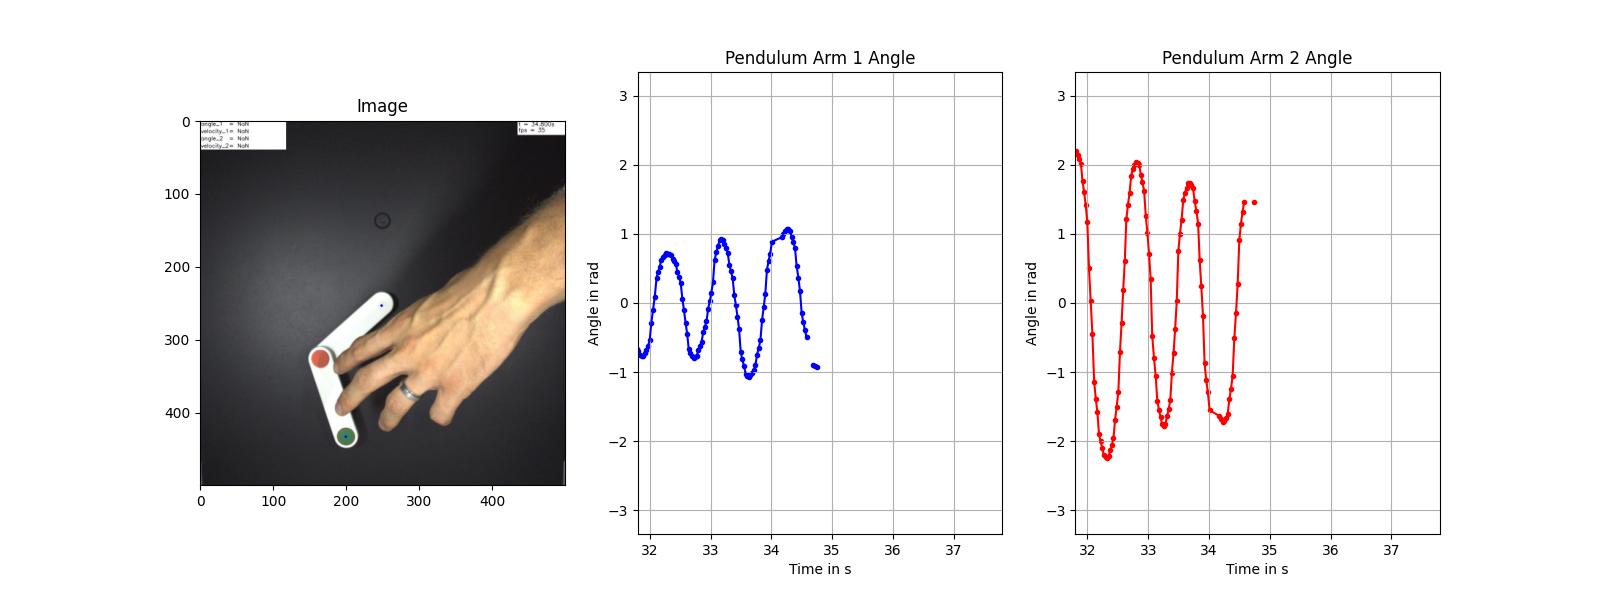 Image
angle_1 = NaN
velocity_1= NaN
angle_2 = NaN
velocity_2= NaN
t = 34.800s
fps = 35
0
100
200
300
400
0
100
200
300
400
Pendulum Arm 1 Angle
Angle in rad
3
2
1
0
−1
−2
−3
32
33
34
35
36
37
Time in s
Pendulum Arm 2 Angle
Angle in rad
3
2
1
0
−1
−2
−3
32
33
34
35
36
37
Time in s